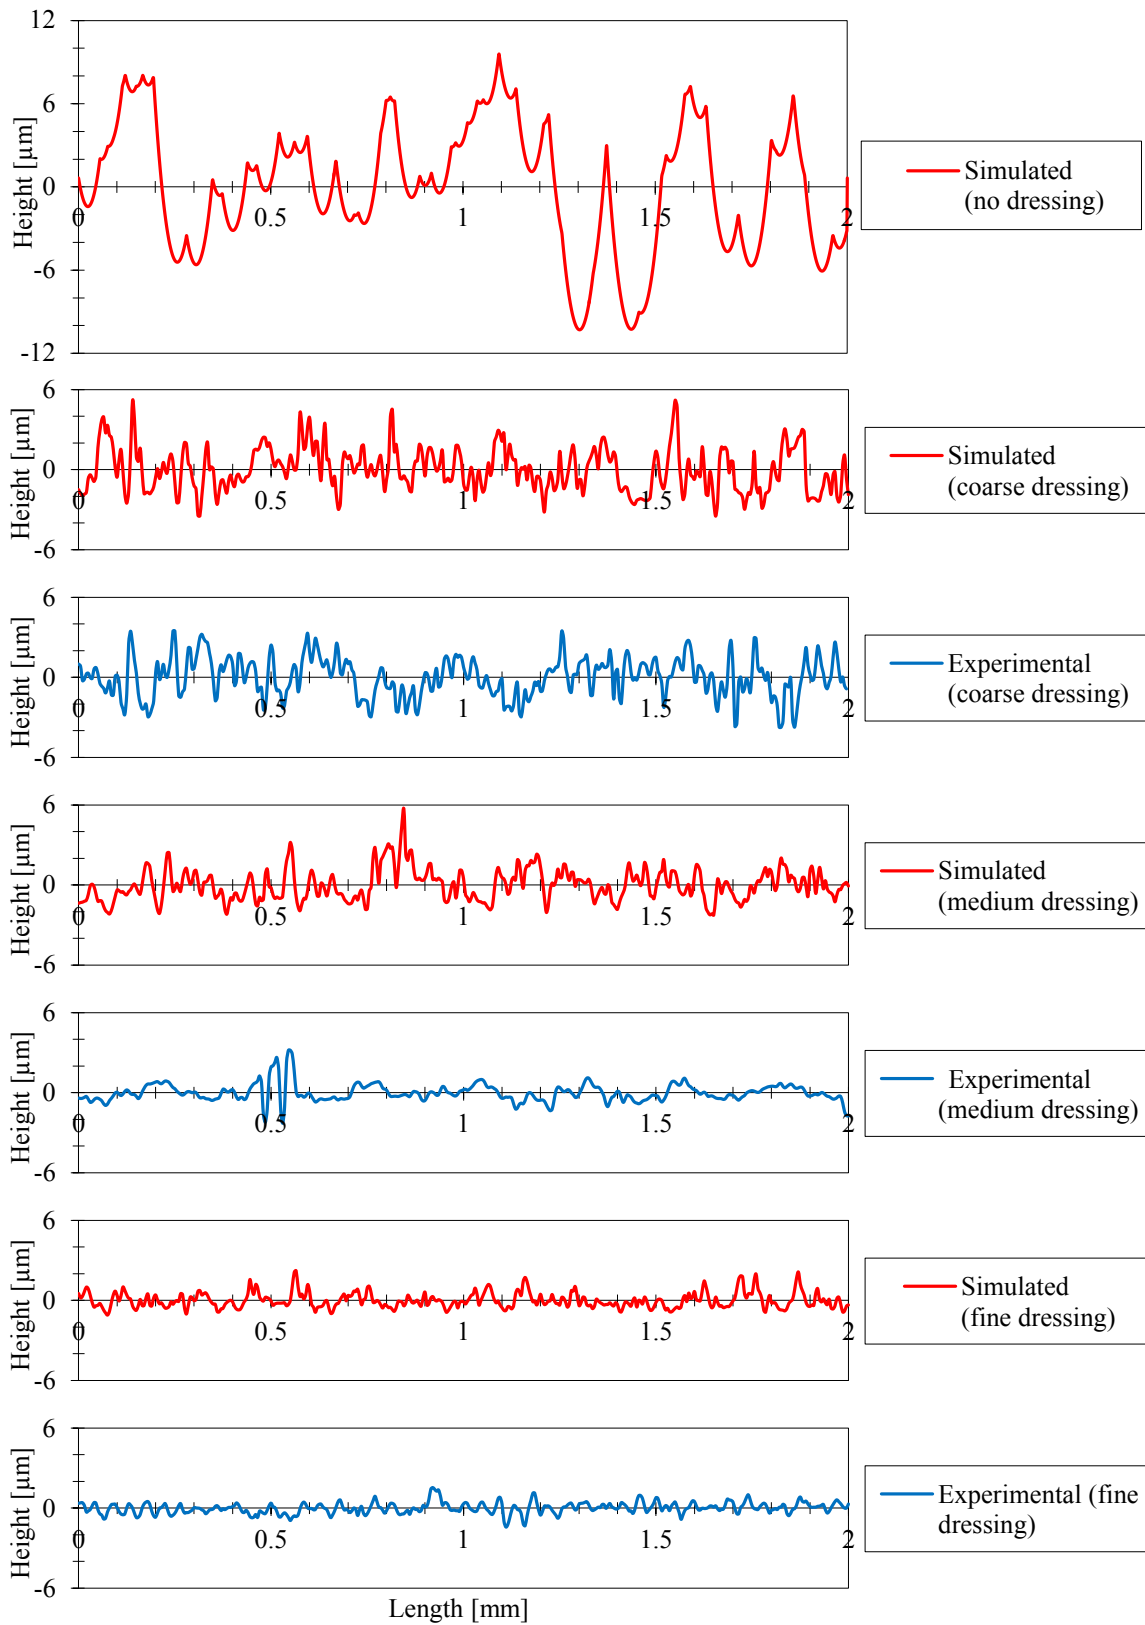 12
6
0
-6
-12
Height [µm]
0
0.5
1
1.5
2
Simulated
(no dressing)
6
0
-6
Height [µm]
0
0.5
1
1.5
2
Simulated
(coarse dressing)
6
0
-6
Height [µm]
0
0.5
1
1.5
2
Experimental
(coarse dressing)
6
0
-6
Height [µm]
0
0.5
1
1.5
2
Simulated
(medium dressing)
6
0
-6
Height [µm]
0
0.5
1
1.5
2
Experimental
(medium dressing)
6
0
-6
Height [µm]
0
0.5
1
1.5
2
Simulated
(fine dressing)
6
0
-6
Height [µm]
0
0.5
1
1.5
2
Experimental (fine
dressing)
Length [mm]